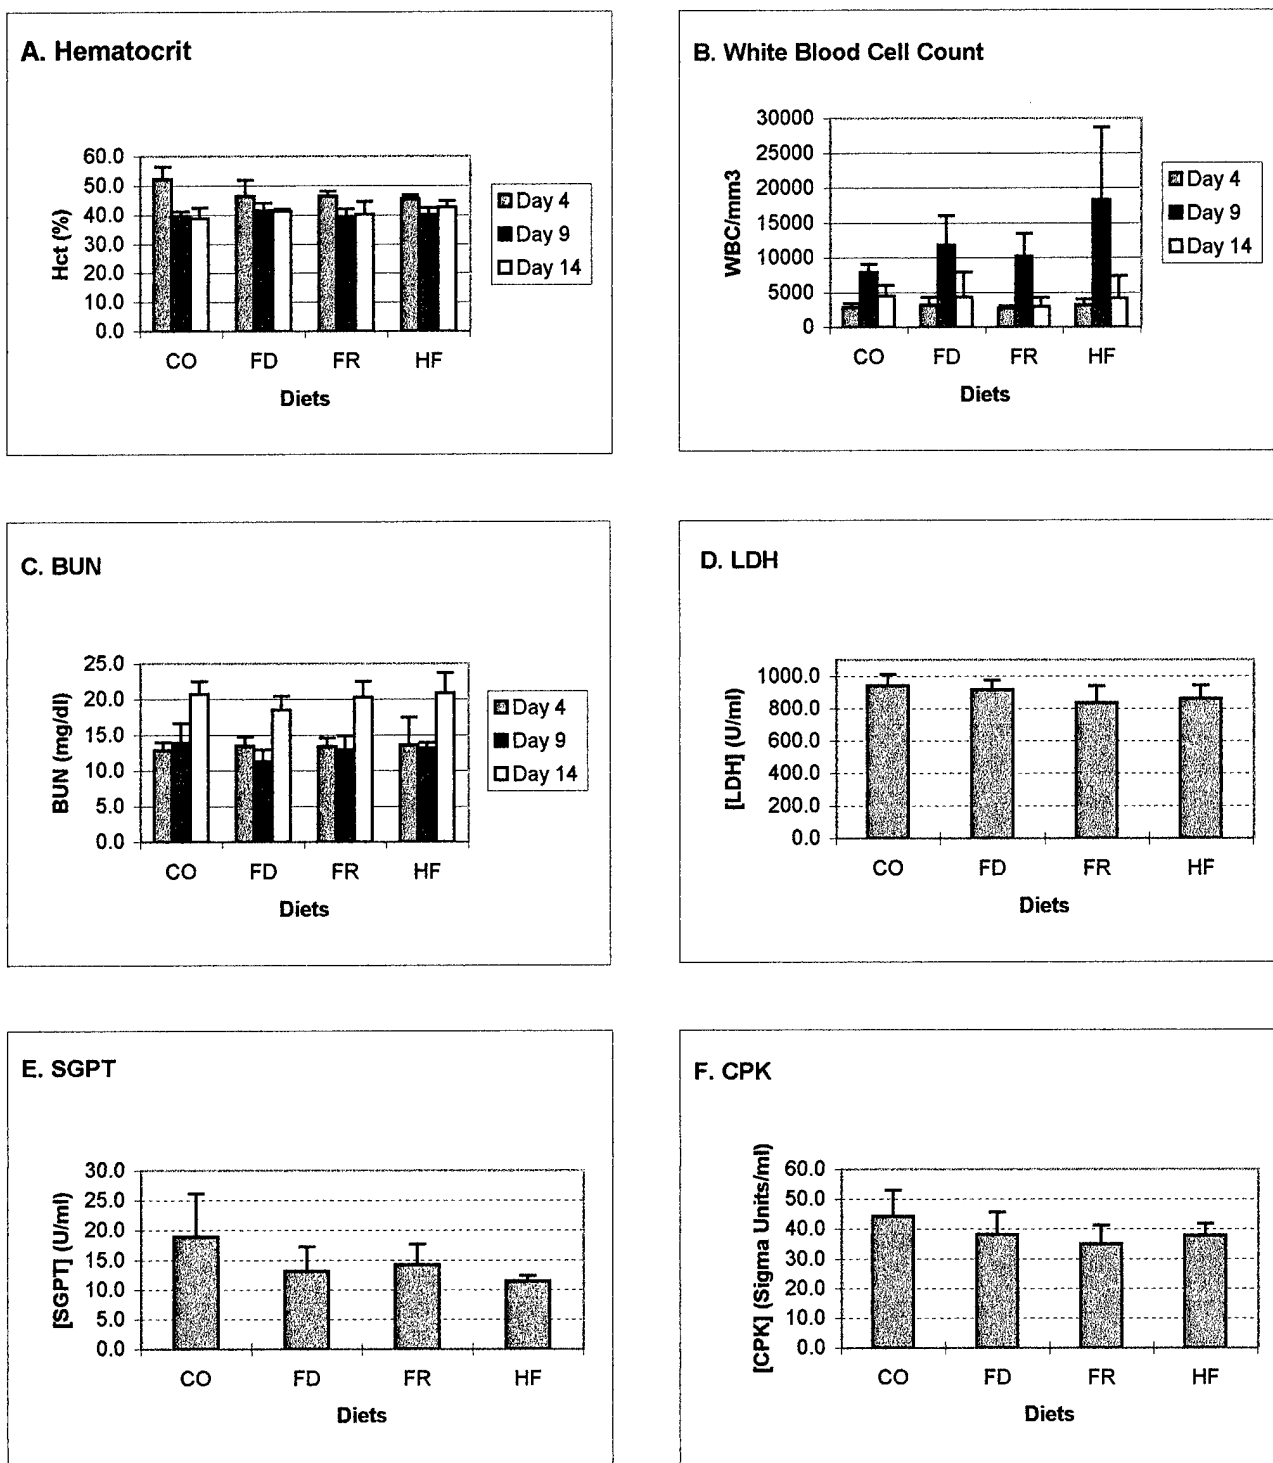 A. Hematocrit
Hct (%)
60.0
50.0
40.0
30.0
20.0
10.0
0.0
CO FD FR HF
Diets
Day 4
Day 9
Day 14
B. White Blood Cell Count
WBC/mm3
30000
25000
20000
15000
10000
5000
0
CO FD FR HF
Diets
Day 4
Day 9
Day 14
C. BUN
BUN (mg/dl)
25.0
20.0
15.0
10.0
5.0
0.0
CO FD FR HF
Diets
Day 4
Day 9
Day 14
D. LDH
[LDH] (U/ml)
1000.0
800.0
600.0
400.0
200.0
0.0
CO FD FR HF
Diets
E. SGPT
[SGPT] (U/ml)
30.0
25.0
20.0
15.0
10.0
5.0
0.0
CO FD FR HF
Diets
F. CPK
[CPK] (Sigma Units/ml)
60.0
50.0
40.0
30.0
20.0
10.0
0.0
CO FD FR HF
Diets